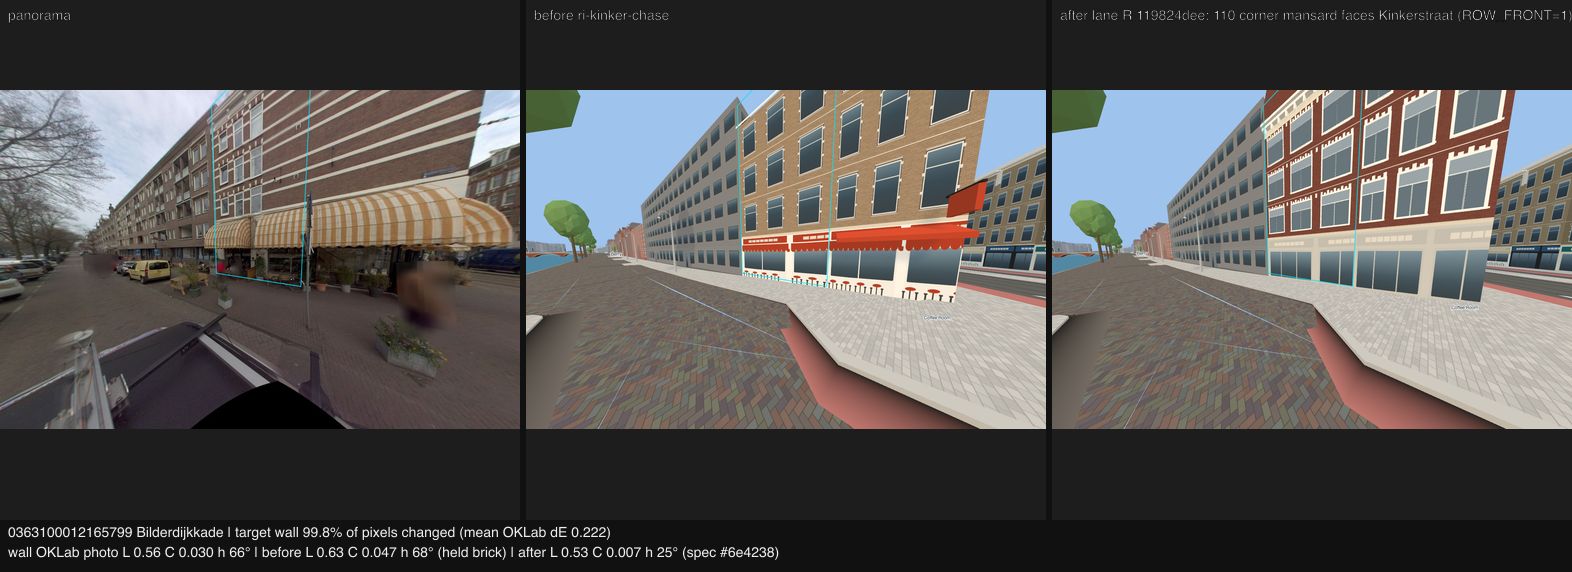 panorama
before ri-kinker-chase
after lane R 119824dee: 110 corner mansard faces Kinkerstraat (ROW_FRONT=1)
Coffee Room
Coffee Room
0363100012165799 Bilderdijkkade | target wall 99.8% of pixels changed (mean OKLab dE 0.222)
wall OKLab photo L 0.56 C 0.030 h 66° | before L 0.63 C 0.047 h 68° (held brick) | after L 0.53 C 0.007 h 25° (spec #6e4238)